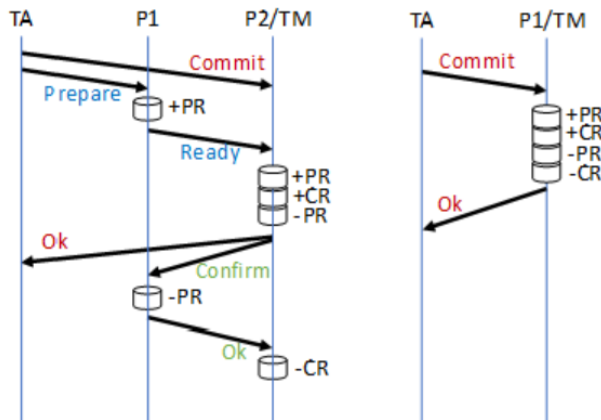 TA P1 P2/TM P1/TM
Commit
Commit
Prepare
+PR
+PR
+CR
-PR
-CR
Ready
+PR
+CR
-PR
Ok
Ok
Confirm
-PR
Ok
-CR
TA